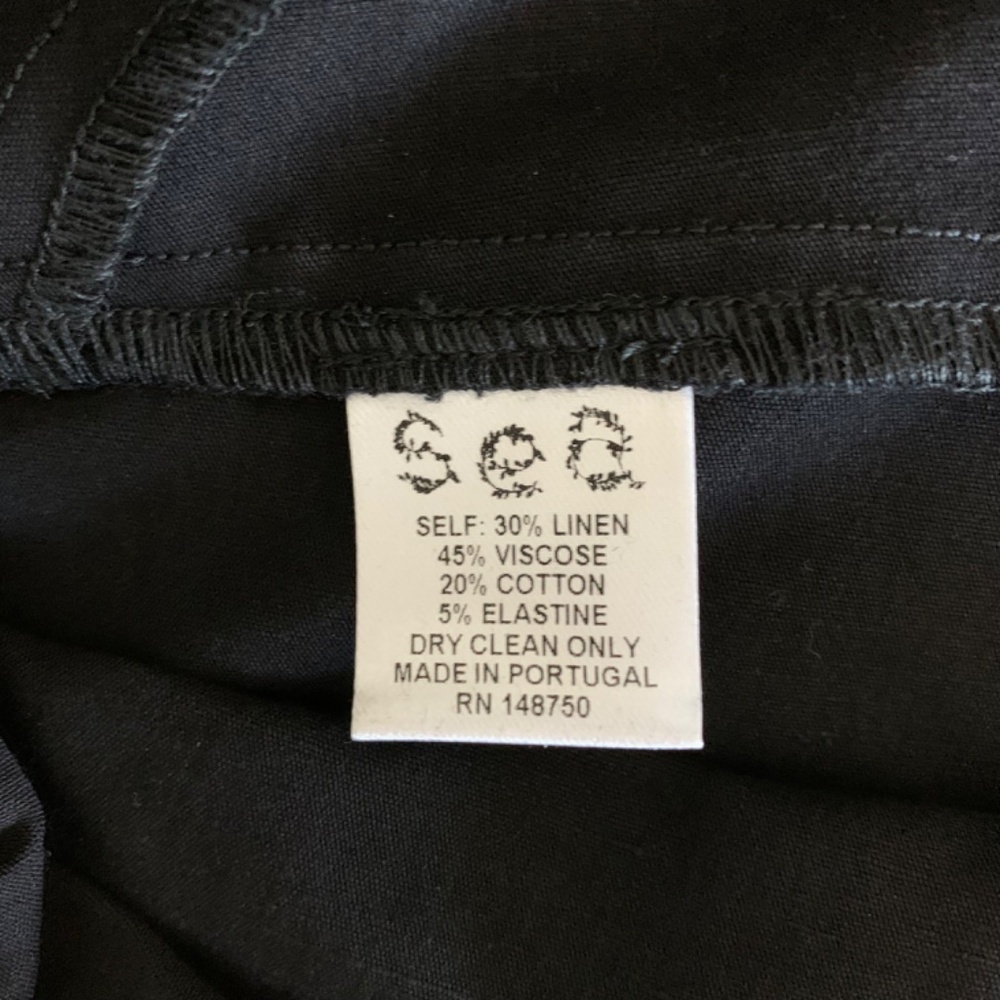 Sea
SELF: 30% LINEN
45% VISCOSE
20% COTTON
5% ELASTINE
DRY CLEAN ONLY
MADE IN PORTUGAL
RN 148750